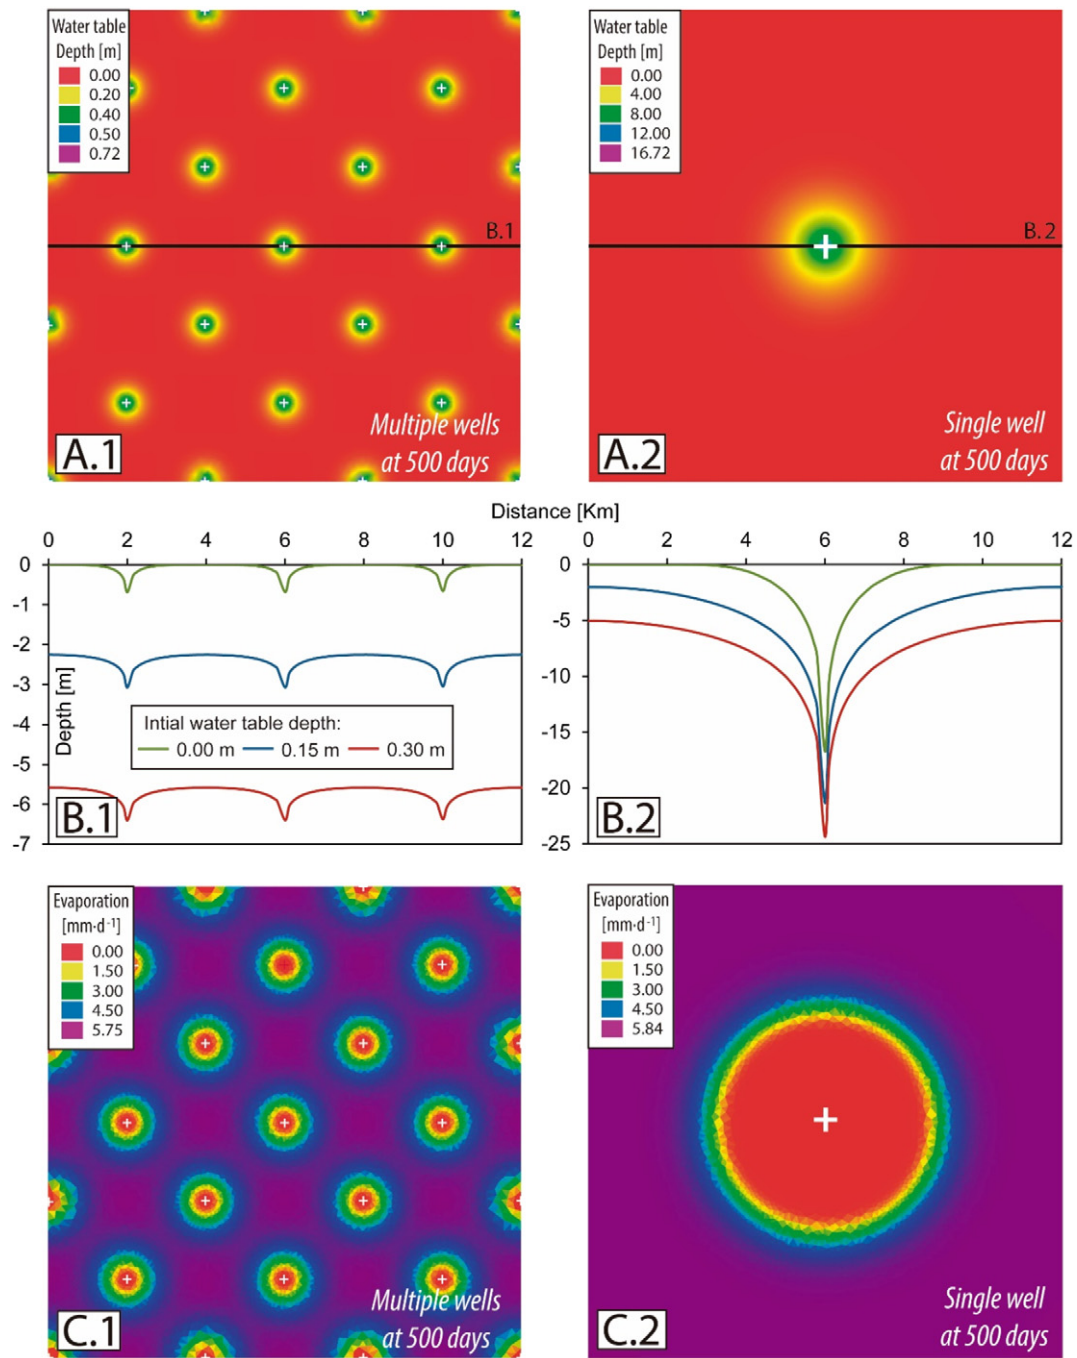 Water table
Depth [m]
0.00
0.20
0.40
0.50
0.72
B.1
A.1
Multiple wells
at 500 days
Water table
Depth [m]
0.00
4.00
8.00
12.00
16.72
B.2
A.2
Single well
at 500 days
Distance [Km]
0 2 4 6 8 10 12
0
-1
-2
-3
-4
-5
-6
-7
Depth [m]
Intial water table depth:
0.00 m 0.15 m 0.30 m
B.1
0 2 4 6 8 10 12
0
-5
-10
-15
-20
-25
B.2
Evaporation
[mm·d⁻¹]
0.00
1.50
3.00
4.50
5.75
C.1
Multiple wells
at 500 days
Evaporation
[mm·d⁻¹]
0.00
1.50
3.00
4.50
5.84
C.2
Single well
at 500 days